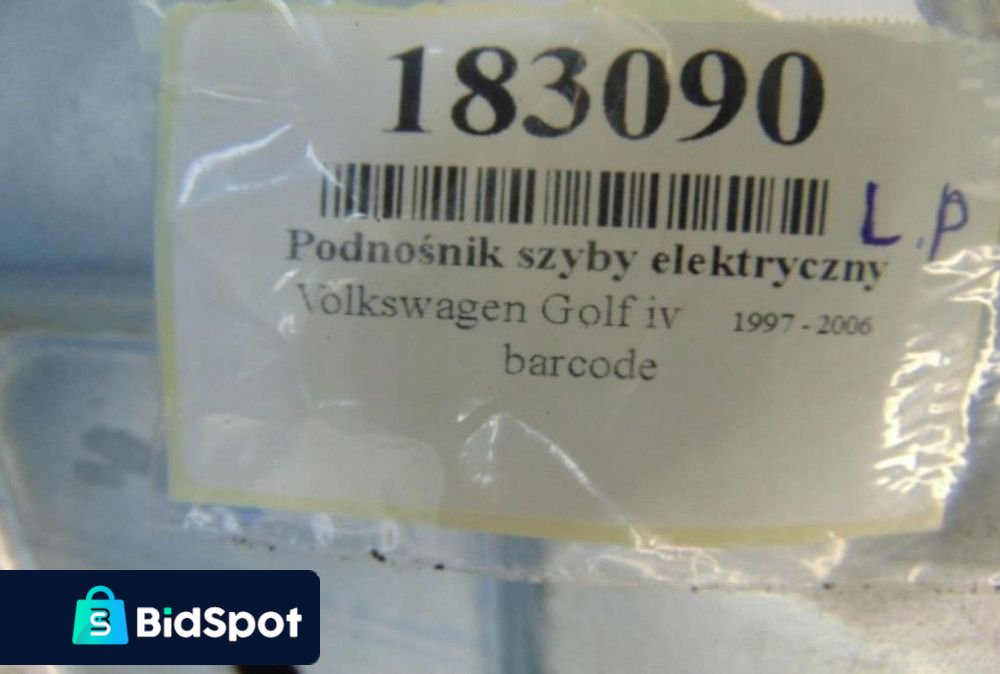 183090
L.P
Podnośnik szyby elektryczny
Volkswagen Golf iv 1997 - 2006
barcode
BidSpot